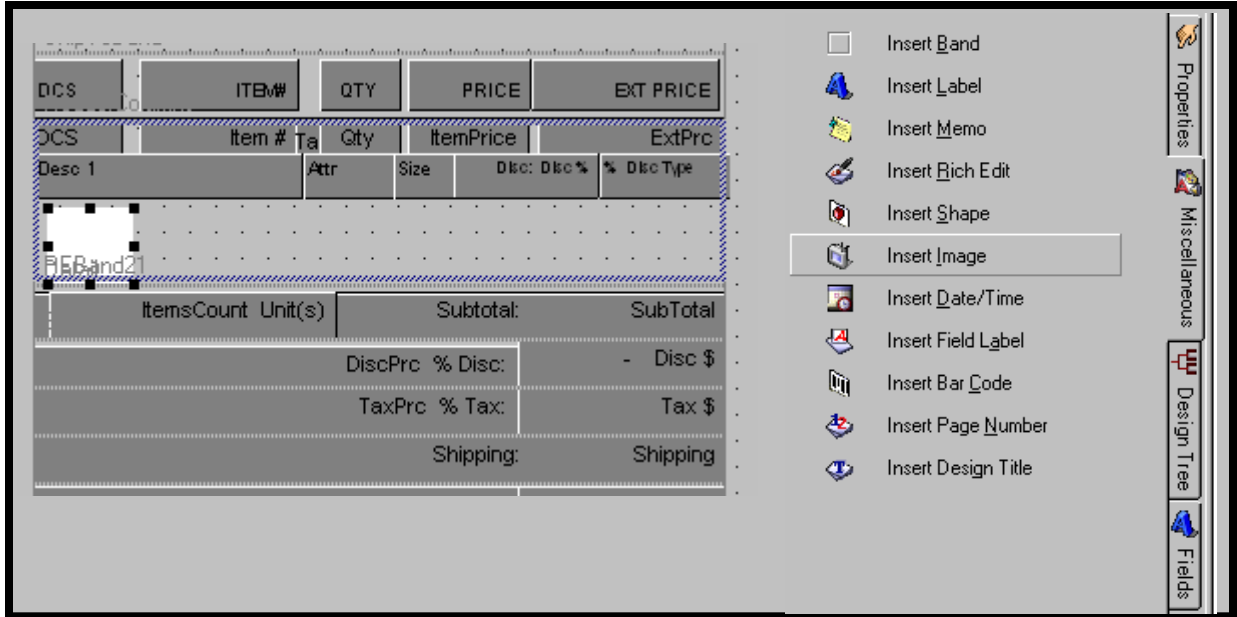 DCS ITEM# QTY PRICE EXT PRICE
DCS Item # Ta Qty ItemPrice ExtPrc
Desc 1 Attr Size Disc: Disc % % Disc Type
ItemsCount Unit(s) Subtotal: SubTotal
DiscPrc % Disc: - Disc $
TaxPrc % Tax: Tax $
Shipping: Shipping
Insert Band
Insert Label
Insert Memo
Insert Rich Edit
Insert Shape
Insert Image
Insert Date/Time
Insert Field Label
Insert Bar Code
Insert Page Number
Insert Design Title
Properties
Miscellaneous
Design Tree
Fields